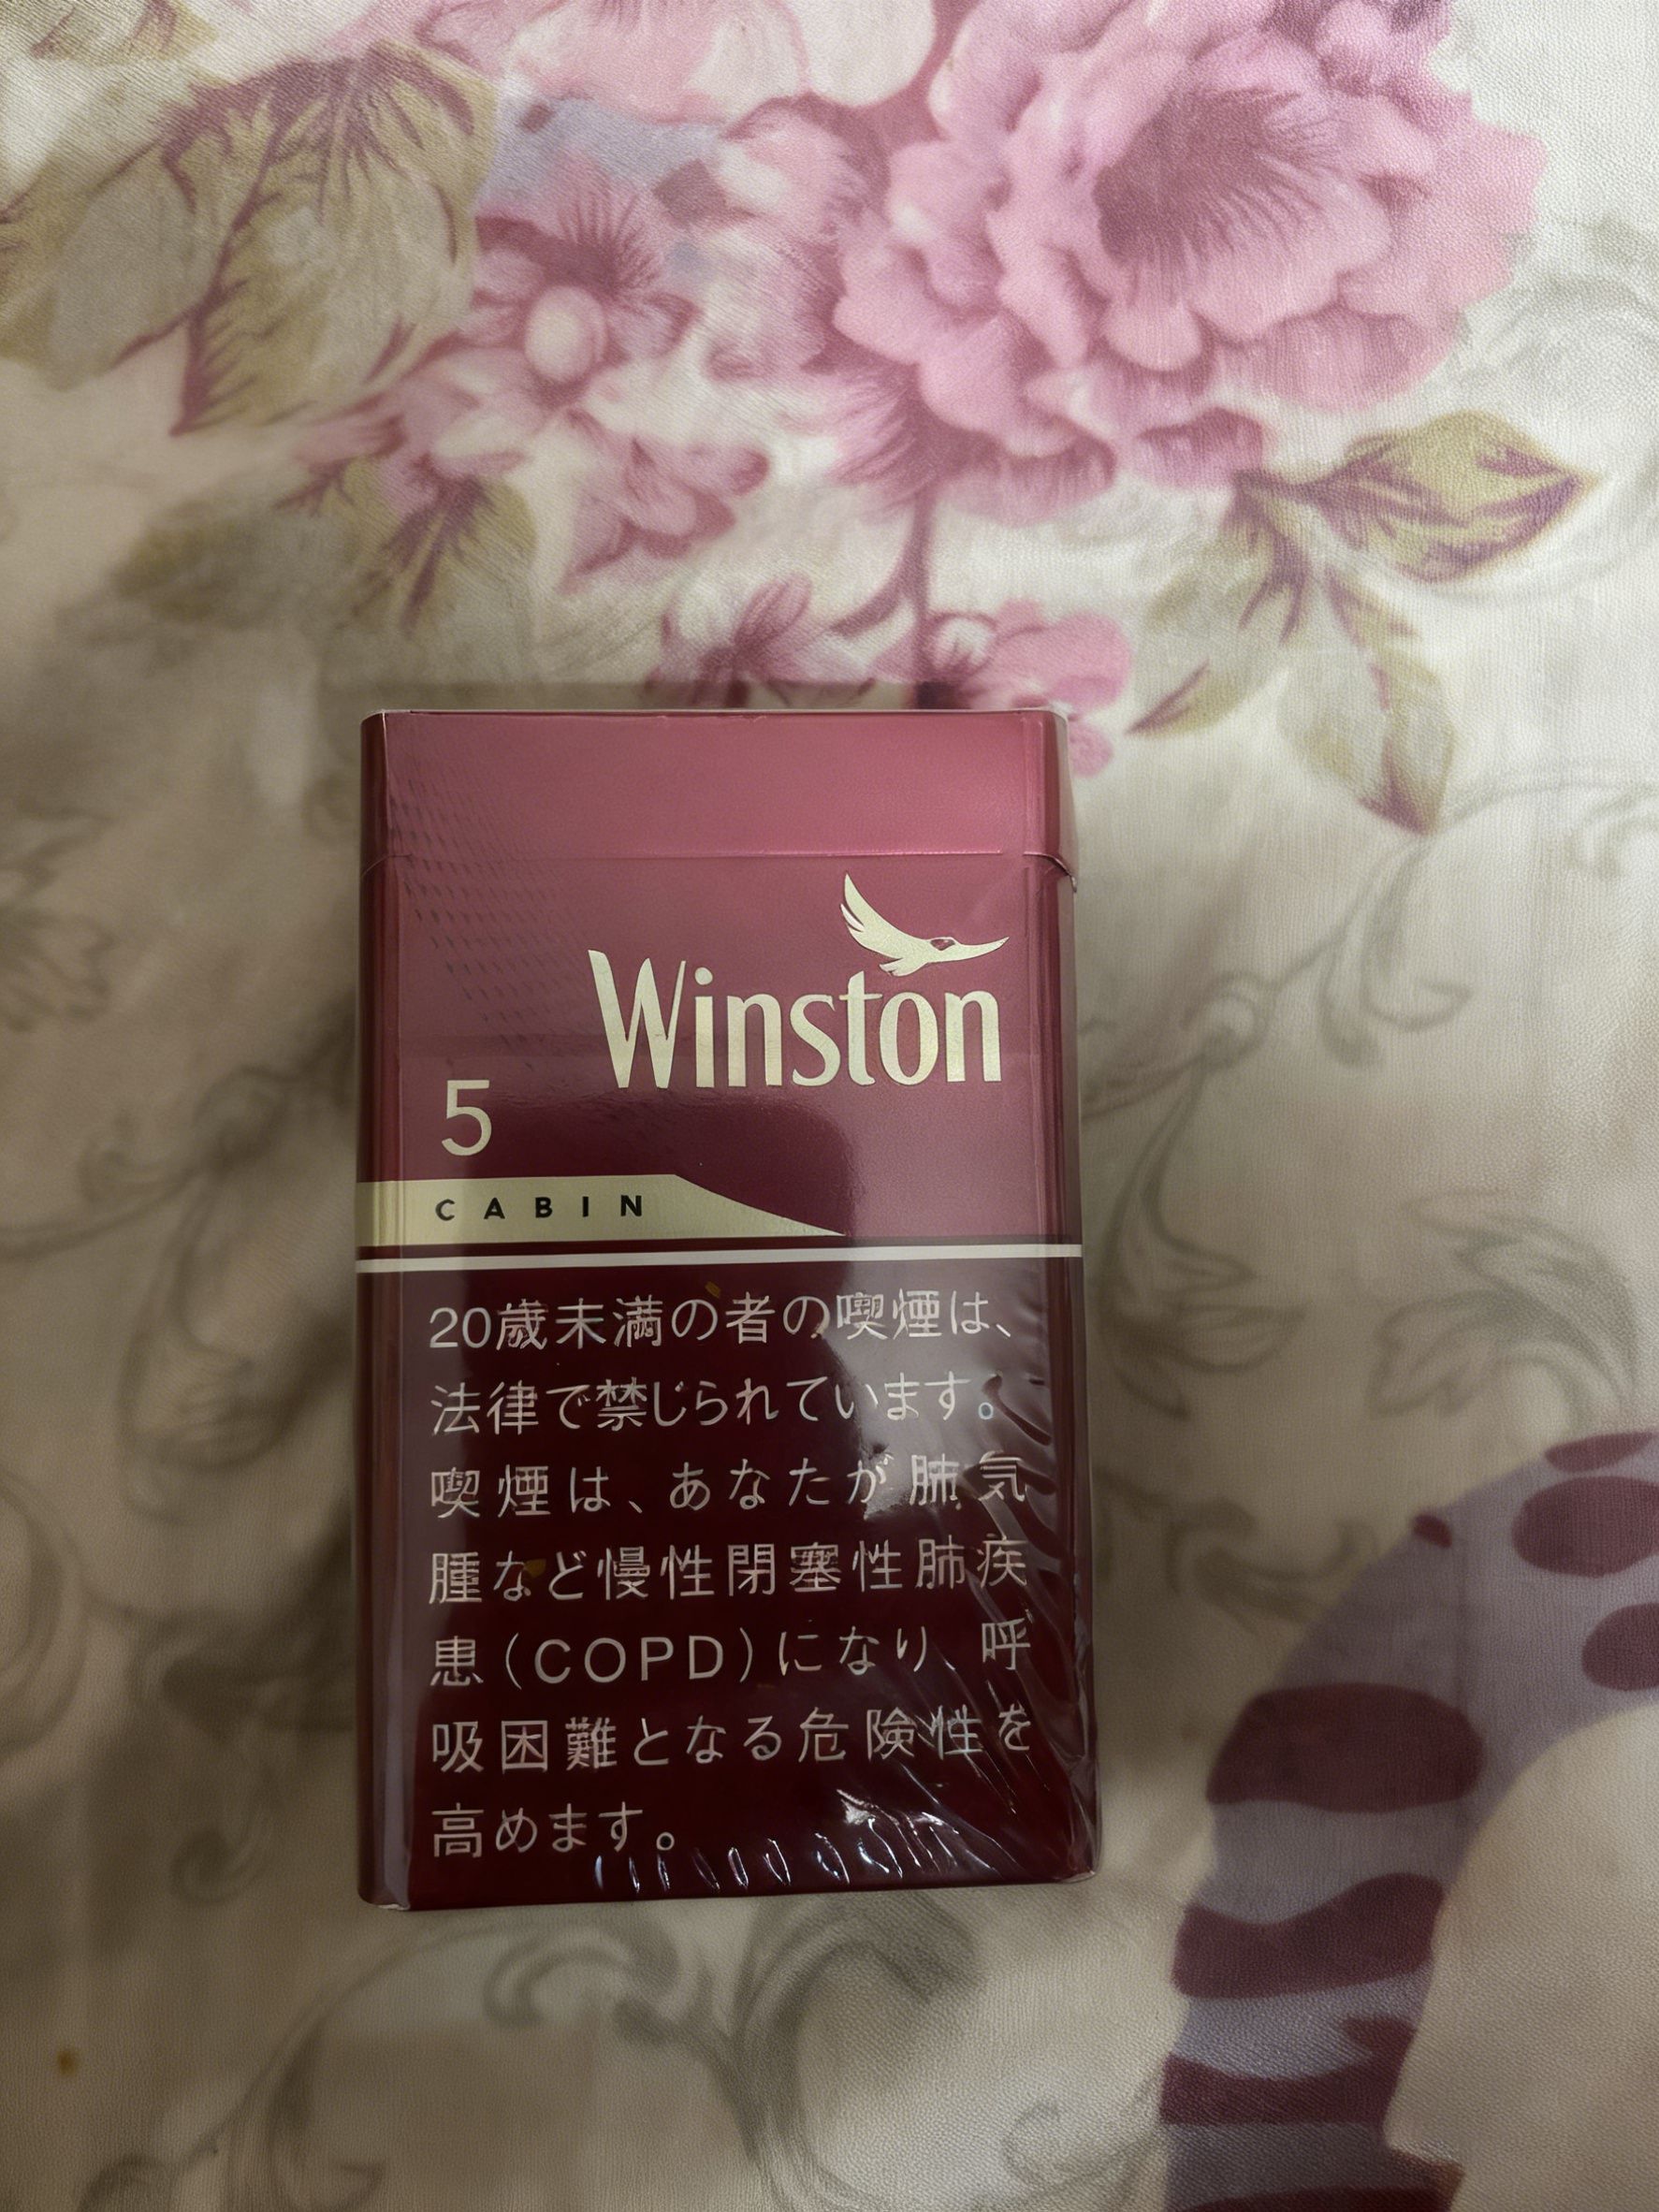 Winston
5
CABIN
20歳未満の者の喫煙は、
法律で禁じられています。
喫煙は、あなたが肺気
腫など慢性閉塞性肺疾
患(COPD)になり 呼
吸困難となる危険性を
高めます。